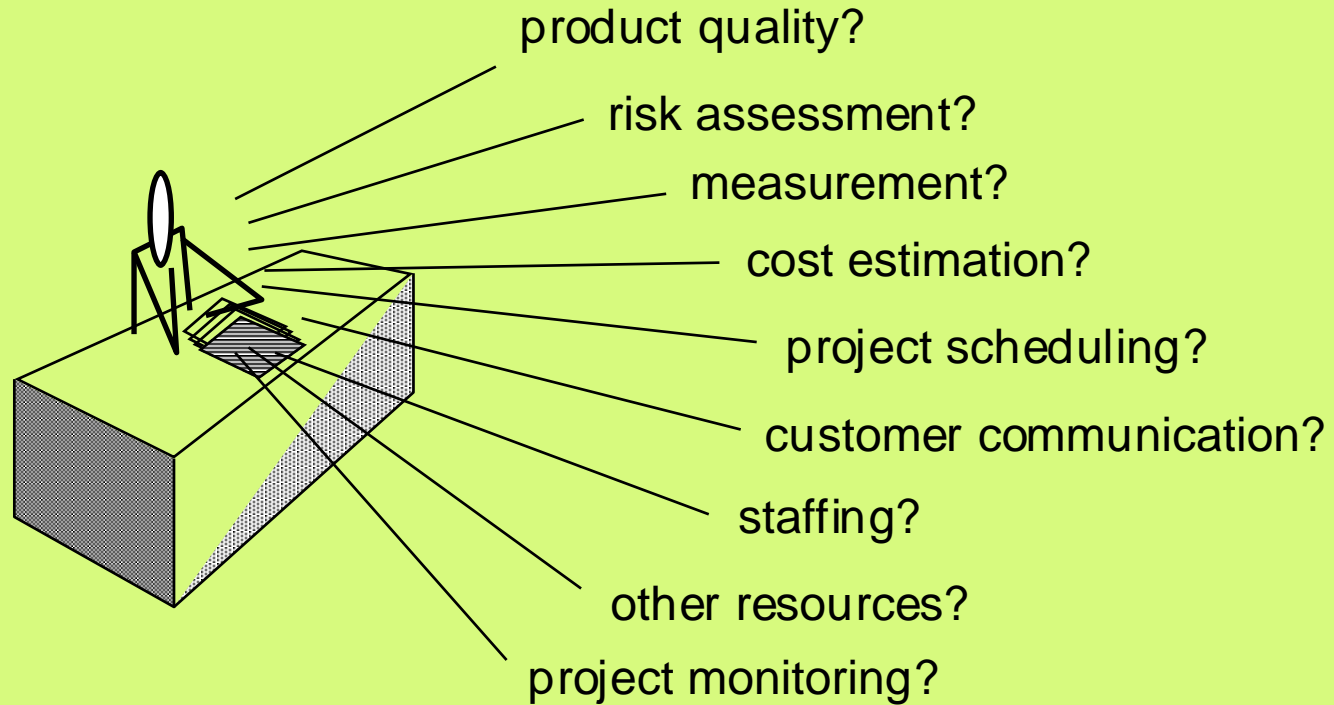 product quality?
risk assessment?
measurement?
cost estimation?
project scheduling?
customer communication?
staffing?
other resources?
project monitoring?